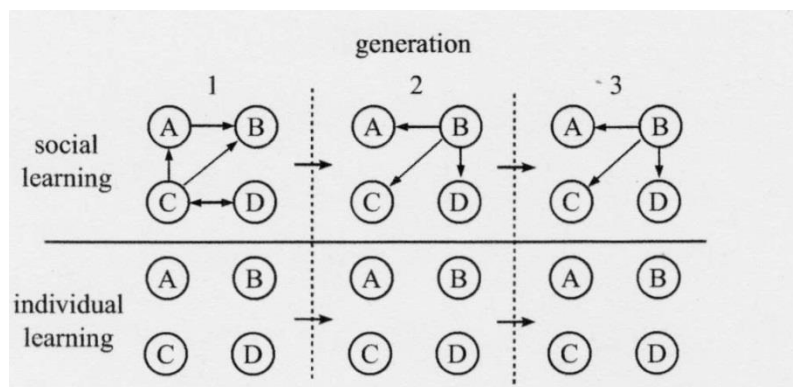 generation
1 2 3
A B A B A B
social
learning
C D C D C D
A B A B A B
individual
learning
C D C D C D